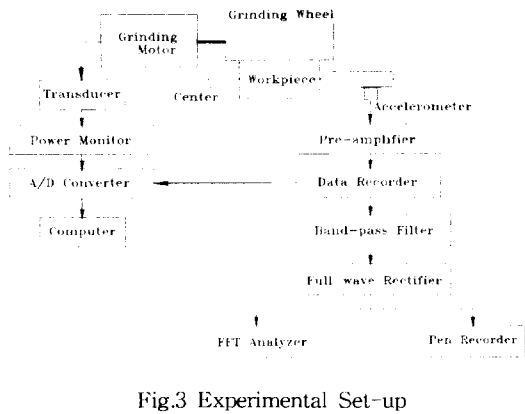 Grinding Wheel
Grinding
Motor
Workpiece
Transducer
Center
Accelerometer
Power Monitor
Pre-amplifier
A/D Converter
Data Recorder
Computer
Band-pass Filter
Full wave Rectifier
FFT Analyzer
Pen Recorder
Fig.3 Experimental Set-up